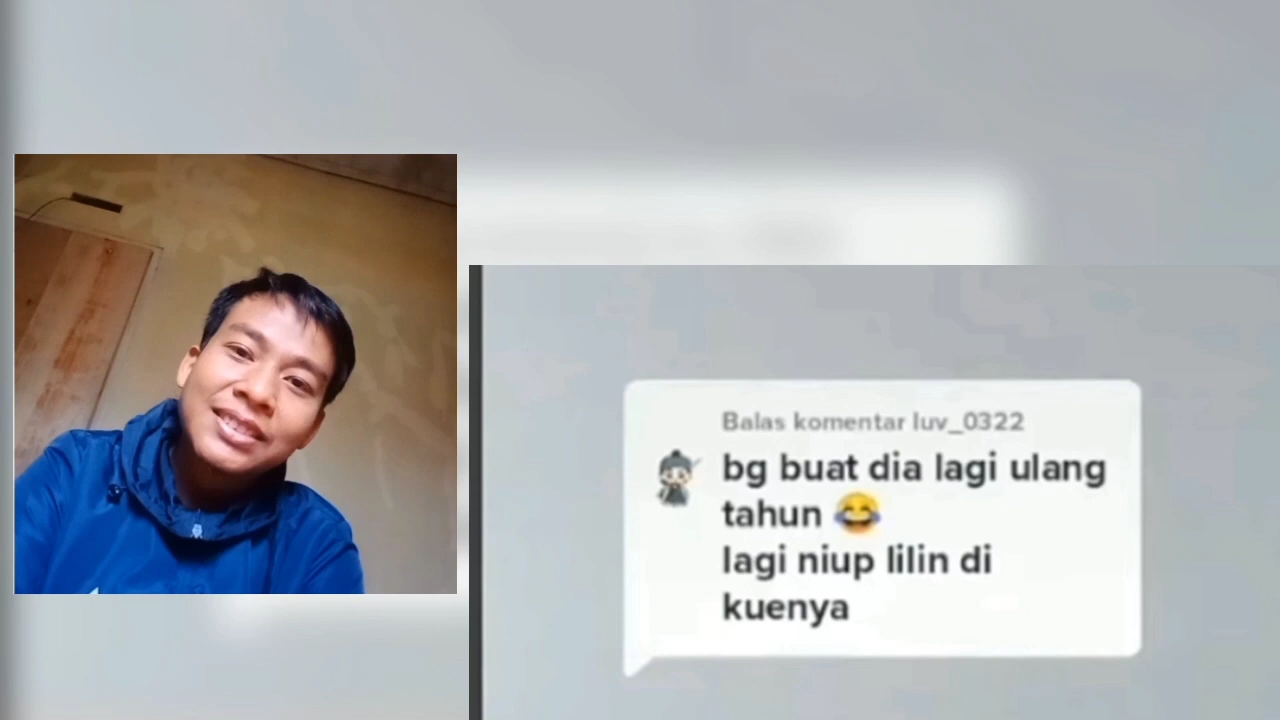 Balas komentar luv_0322
bg buat dia lagi ulang
tahun 😂
lagi niup lilin di
kuenya